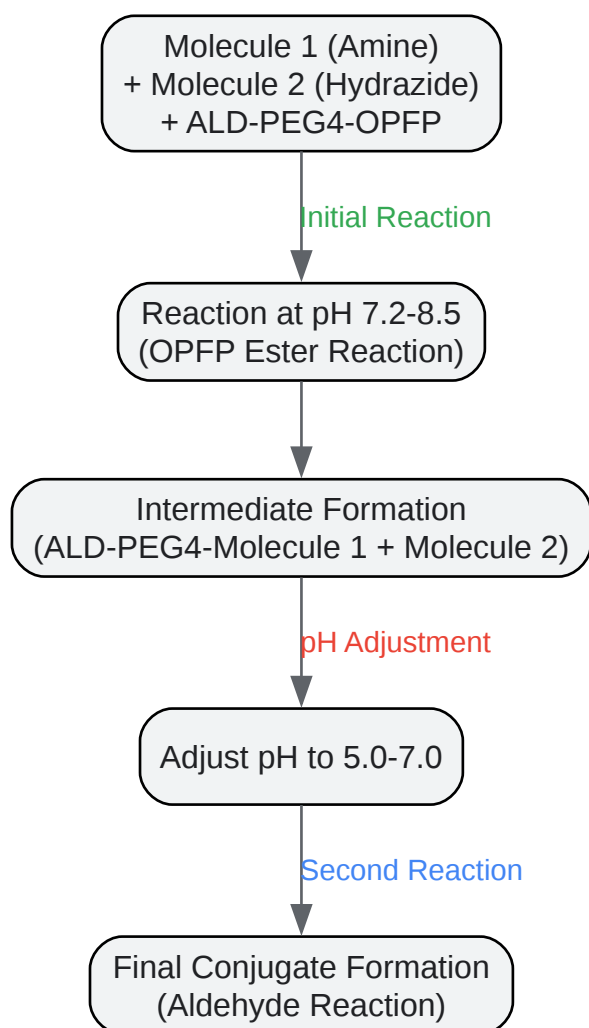 Molecule 1 (Amine)
+ Molecule 2 (Hydrazide)
+ ALD-PEG4-OPFP
Initial Reaction
Reaction at pH 7.2-8.5
(OPFP Ester Reaction)
Intermediate Formation
(ALD-PEG4-Molecule 1 + Molecule 2)
pH Adjustment
Adjust pH to 5.0-7.0
Second Reaction
Final Conjugate Formation
(Aldehyde Reaction)